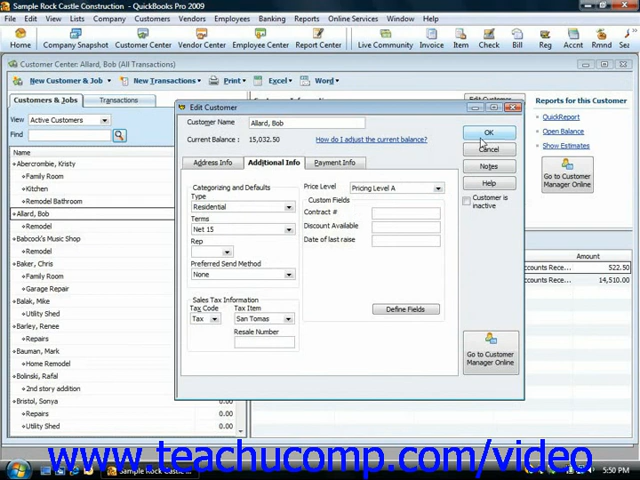 Sample Rock Castle Construction - QuickBooks Pro 2009
File Edit View Lists Company Customers Vendors Employees Banking Reports Online Services Window Help
Home Company Snapshot Customer Center Vendor Center Employee Center Report Center Live Community Invoice Item Check Bill Reg Accnt Rmnd Sea
Customer Center: Allard, Bob (All Transactions)
New Customer & Job New Transactions Print Excel Word
Customers & Jobs Transactions
View Active Customers
Find
Name
Abercrombie, Kristy
Family Room
Kitchen
Remodel Bathroom
Allard, Bob
Remodel
Babcock's Music Shop
Remodel
Baker, Chris
Family Room
Garage Repair
Balak, Mike
Utility Shed
Barley, Renee
Repairs
Bauman, Mark
Home Remodel
Bolinski, Rafal
2nd story addition
Bristol, Sonya 0.00
Repairs 0.00
Utility Shed 0.00
Edit Customer
Customer Name Allard, Bob
Current Balance : 15,032.50 How do I adjust the current balance?
Address Info Additional Info Payment Info
Categorizing and Defaults
Type
Residential
Terms
Net 15
Rep
Preferred Send Method
None
Sales Tax Information
Tax Code Tax Item
Tax San Tomas
Resale Number
Price Level Pricing Level A
Custom Fields
Contract #
Discount Available
Date of last raise
Define Fields
OK
Cancel
Notes
Help
Customer is
inactive
Go to Customer
Manager Online
Reports for this Customer
QuickReport
Open Balance
Show Estimates
Go to Customer
Manager Online
Amount
ccounts Rece... 522.50
ccounts Rece... 14,510.00
www.teachucomp.com/video
Sample Rock Castle
5:50 PM